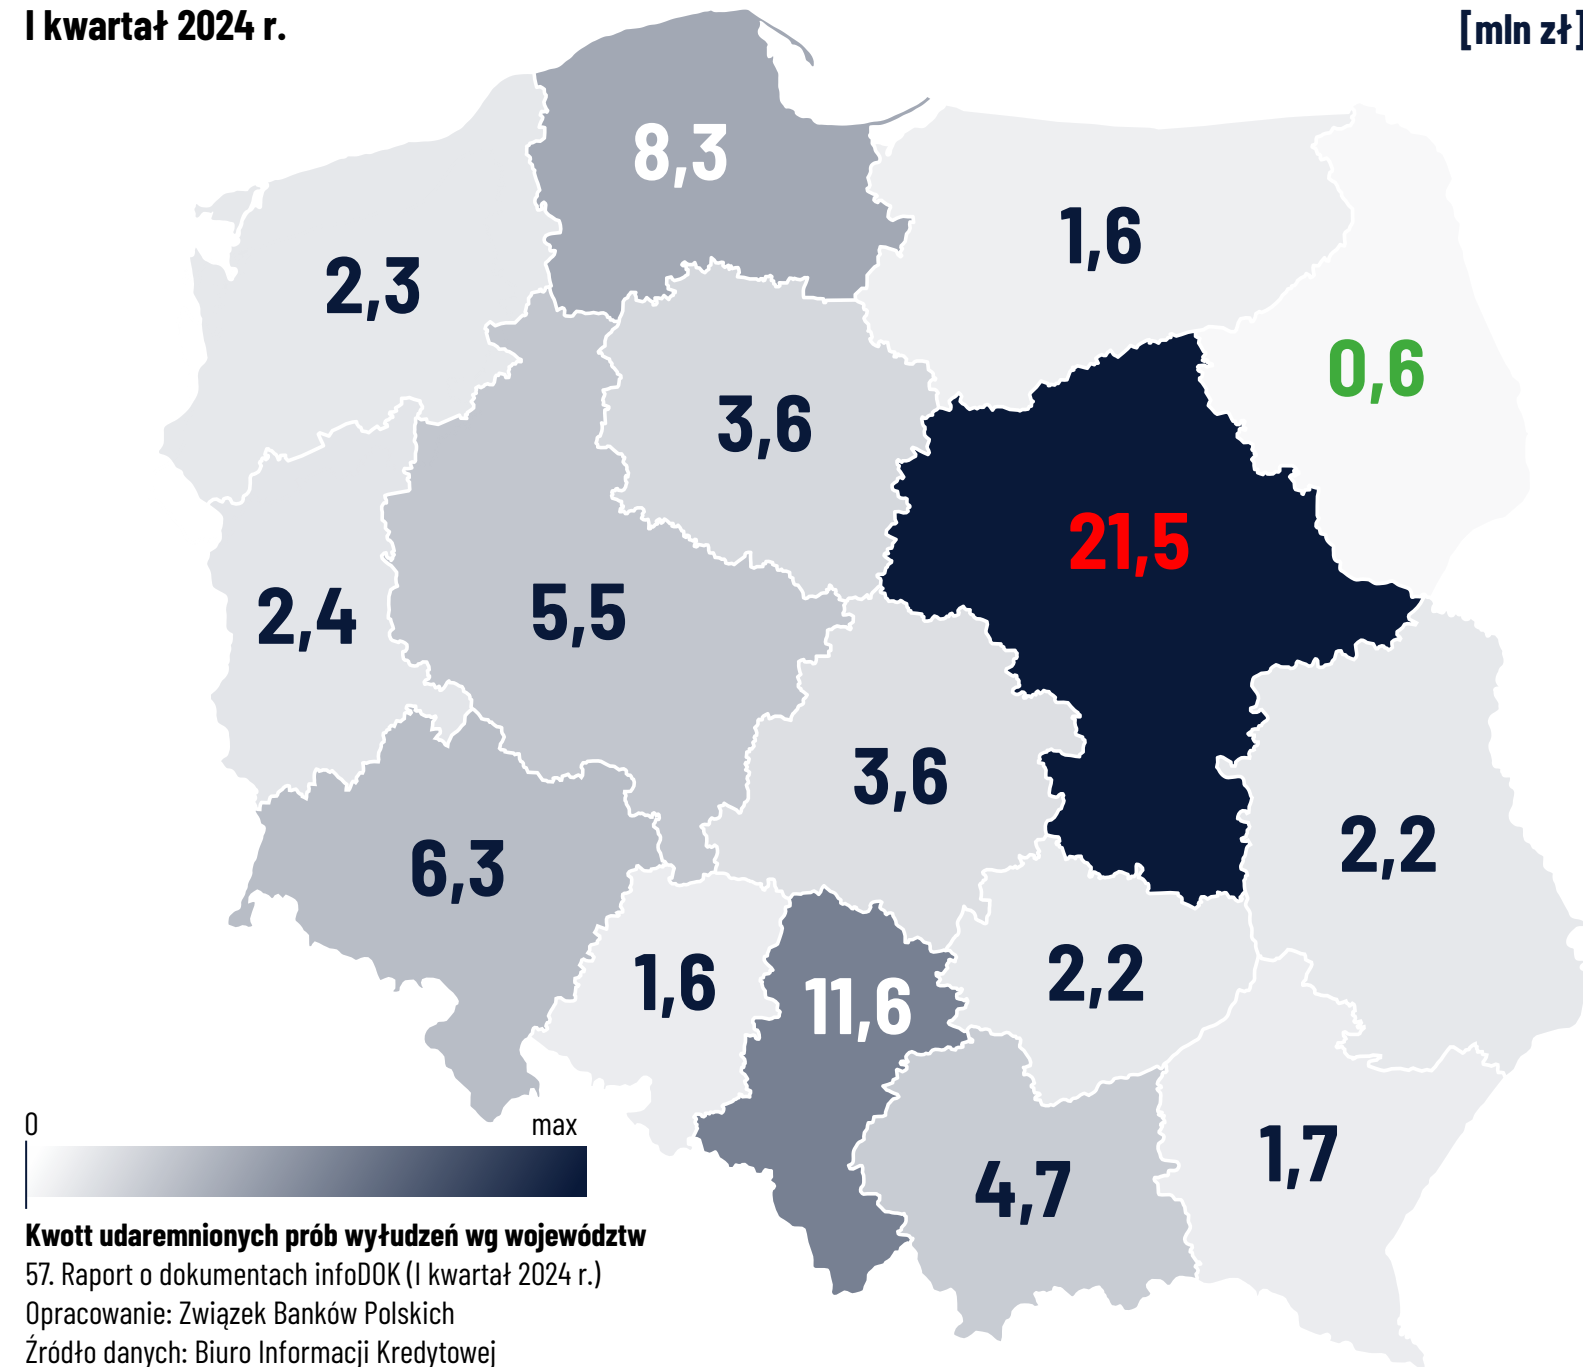 I kwartał 2024 r.
[mln zł]
8,3
1,6
2,3
0,6
3,6
21,5
2,4
5,5
3,6
2,2
6,3
1,6
11,6
2,2
4,7
1,7
0 max
Kwott udaremnionych prób wyłudzeń wg województw
57. Raport o dokumentach infoDOK (I kwartał 2024 r.)
Opracowanie: Związek Banków Polskich
Źródło danych: Biuro Informacji Kredytowej